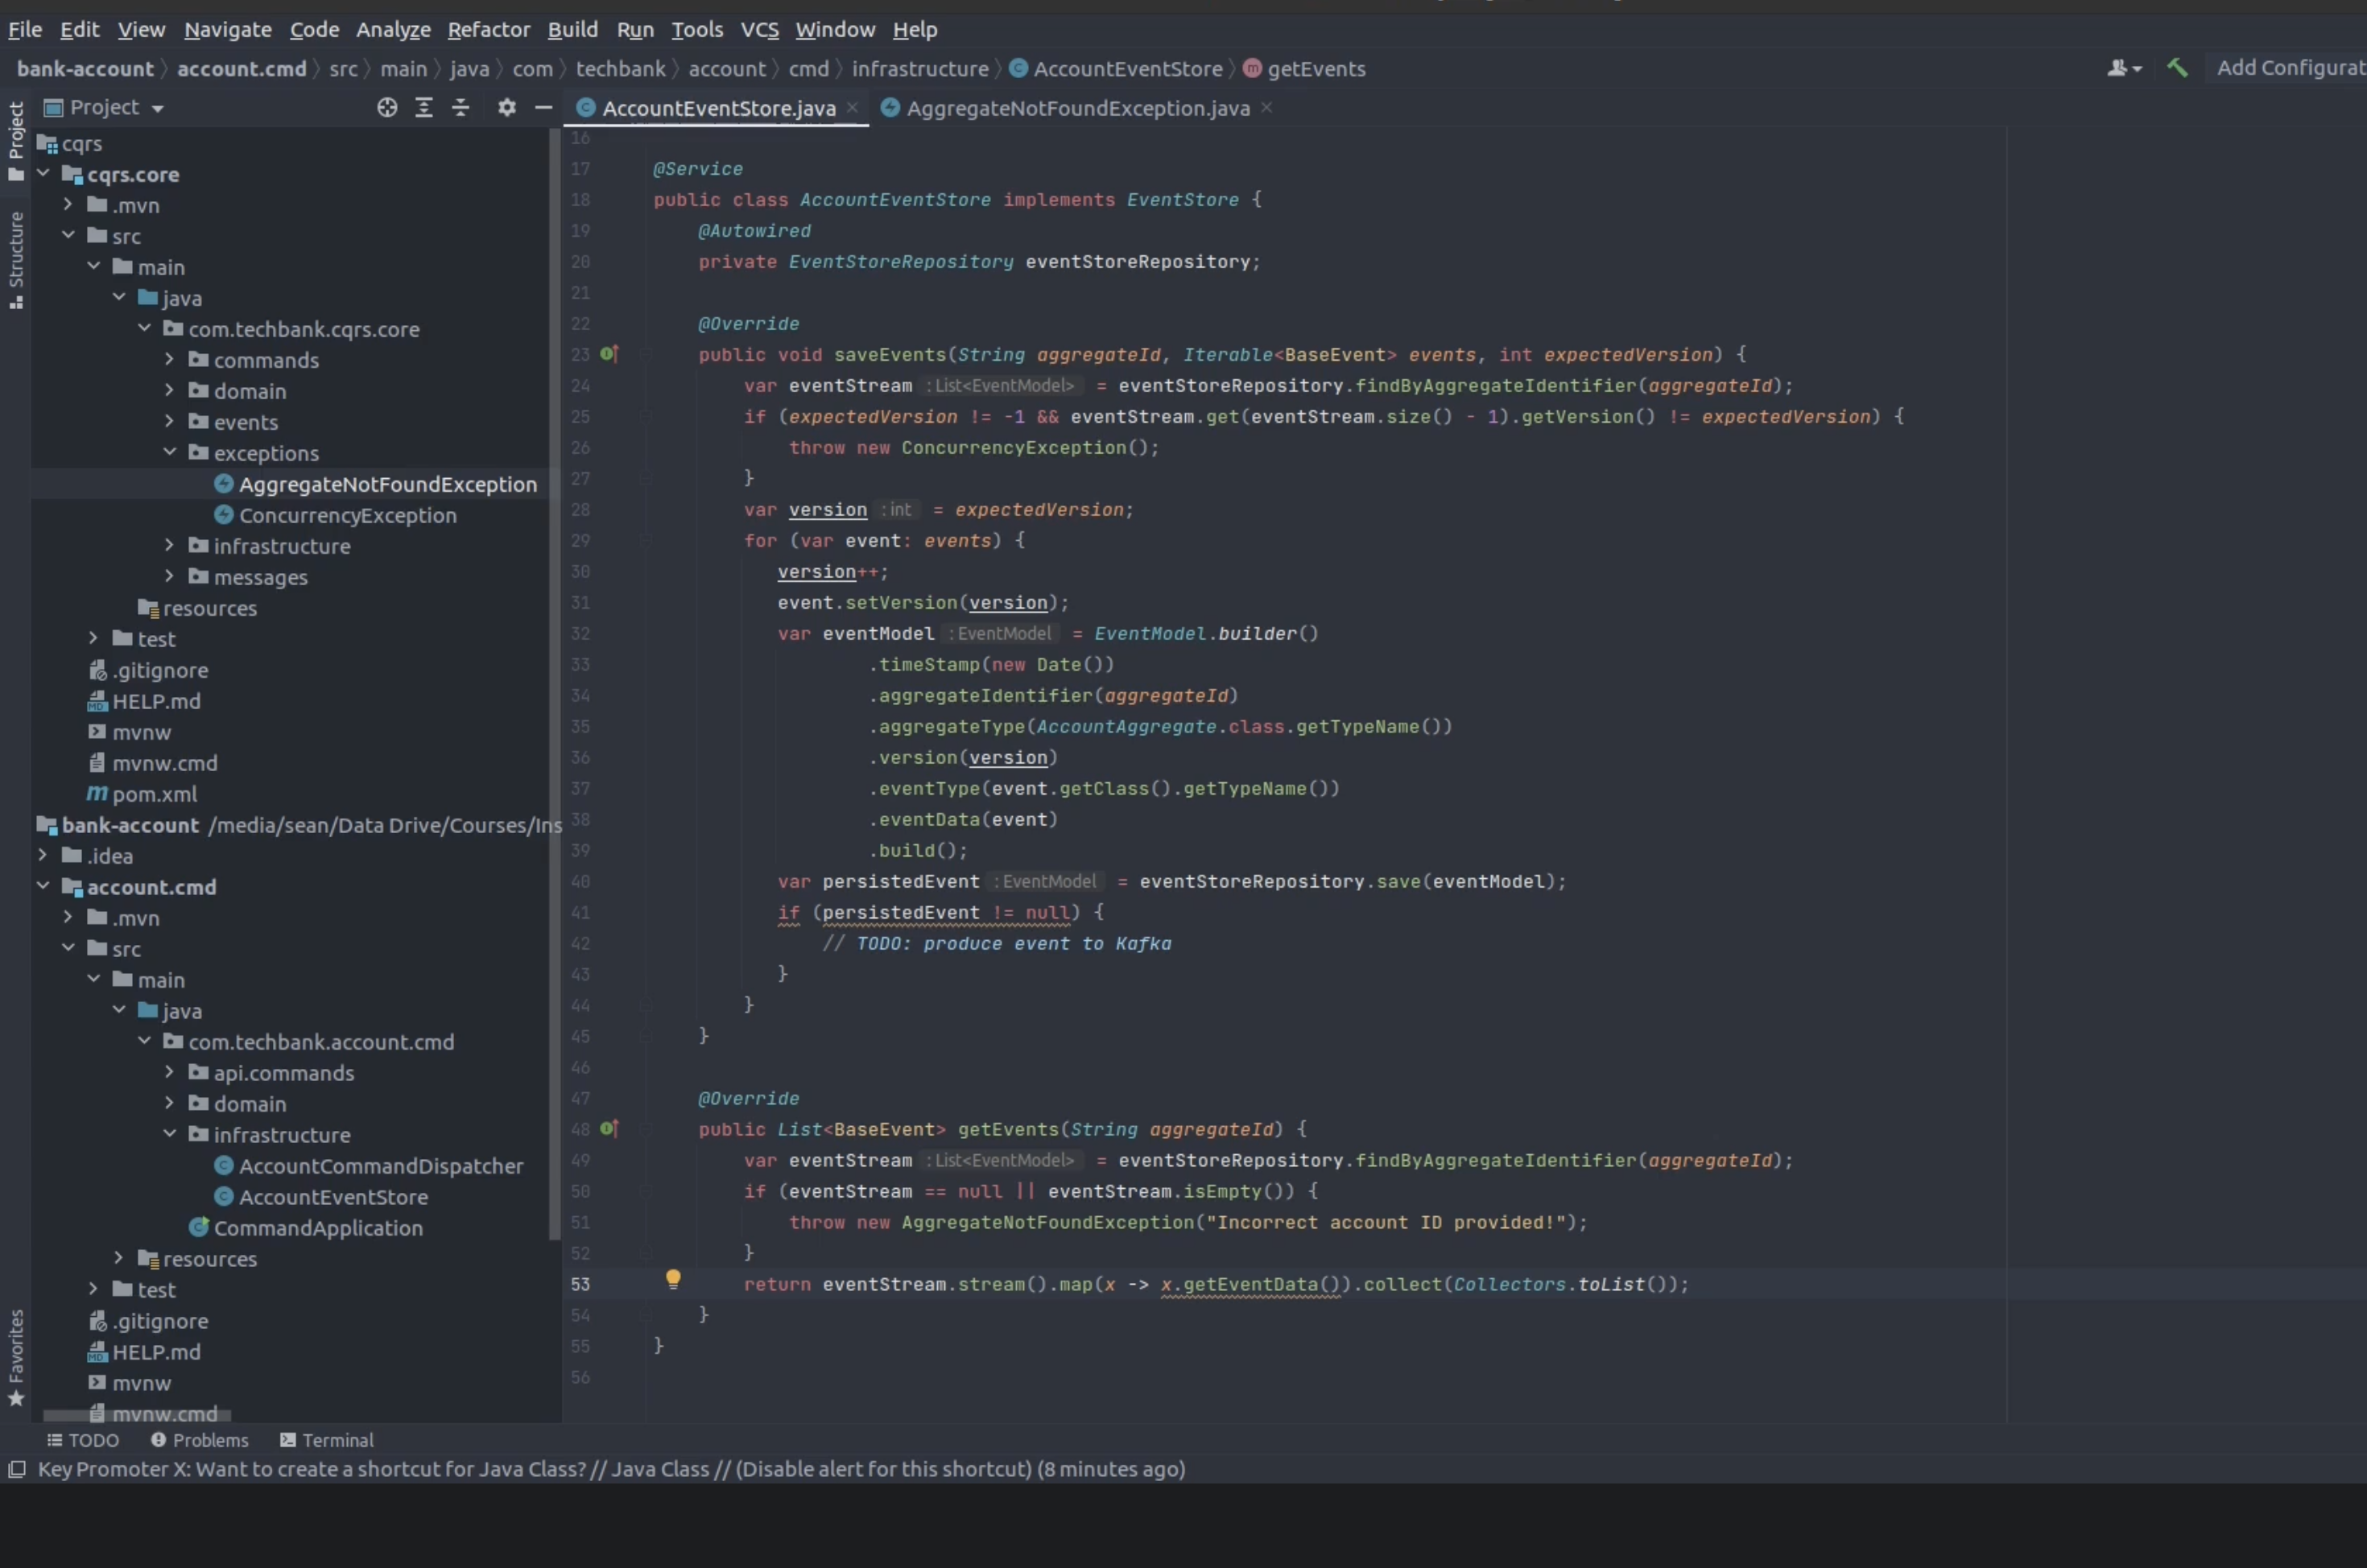 File Edit View Navigate Code Analyze Refactor Build Run Tools VCS Window Help
bank-account account.cmd src main java com techbank account cmd infrastructure AccountEventStore getEvents Add Configurat
Project
Structure
Favorites
Project
cqrs
cqrs.core
.mvn
src
main
java
com.techbank.cqrs.core
commands
domain
events
exceptions
AggregateNotFoundException
ConcurrencyException
infrastructure
messages
resources
test
.gitignore
HELP.md
mvnw
mvnw.cmd
pom.xml
bank-account /media/sean/Data Drive/Courses/Ins
.idea
account.cmd
.mvn
src
main
java
com.techbank.account.cmd
api.commands
domain
infrastructure
AccountCommandDispatcher
AccountEventStore
CommandApplication
resources
test
.gitignore
HELP.md
mvnw
mvnw.cmd
AccountEventStore.java AggregateNotFoundException.java
16
17 @Service
18 public class AccountEventStore implements EventStore {
19 @Autowired
20 private EventStoreRepository eventStoreRepository;
21
22 @Override
23 public void saveEvents(String aggregateId, Iterable<BaseEvent> events, int expectedVersion) {
24 var eventStream :List<EventModel> = eventStoreRepository.findByAggregateIdentifier(aggregateId);
25 if (expectedVersion != -1 && eventStream.get(eventStream.size() - 1).getVersion() != expectedVersion) {
26 throw new ConcurrencyException();
27 }
28 var version :int = expectedVersion;
29 for (var event: events) {
30 version++;
31 event.setVersion(version);
32 var eventModel :EventModel = EventModel.builder()
33 .timeStamp(new Date())
34 .aggregateIdentifier(aggregateId)
35 .aggregateType(AccountAggregate.class.getTypeName())
36 .version(version)
37 .eventType(event.getClass().getTypeName())
38 .eventData(event)
39 .build();
40 var persistedEvent :EventModel = eventStoreRepository.save(eventModel);
41 if (persistedEvent != null) {
42 // TODO: produce event to Kafka
43 }
44 }
45 }
46
47 @Override
48 public List<BaseEvent> getEvents(String aggregateId) {
49 var eventStream :List<EventModel> = eventStoreRepository.findByAggregateIdentifier(aggregateId);
50 if (eventStream == null || eventStream.isEmpty()) {
51 throw new AggregateNotFoundException("Incorrect account ID provided!");
52 }
53 return eventStream.stream().map(x -> x.getEventData()).collect(Collectors.toList());
54 }
55 }
56
TODO Problems Terminal
Key Promoter X: Want to create a shortcut for Java Class? // Java Class // (Disable alert for this shortcut) (8 minutes ago)